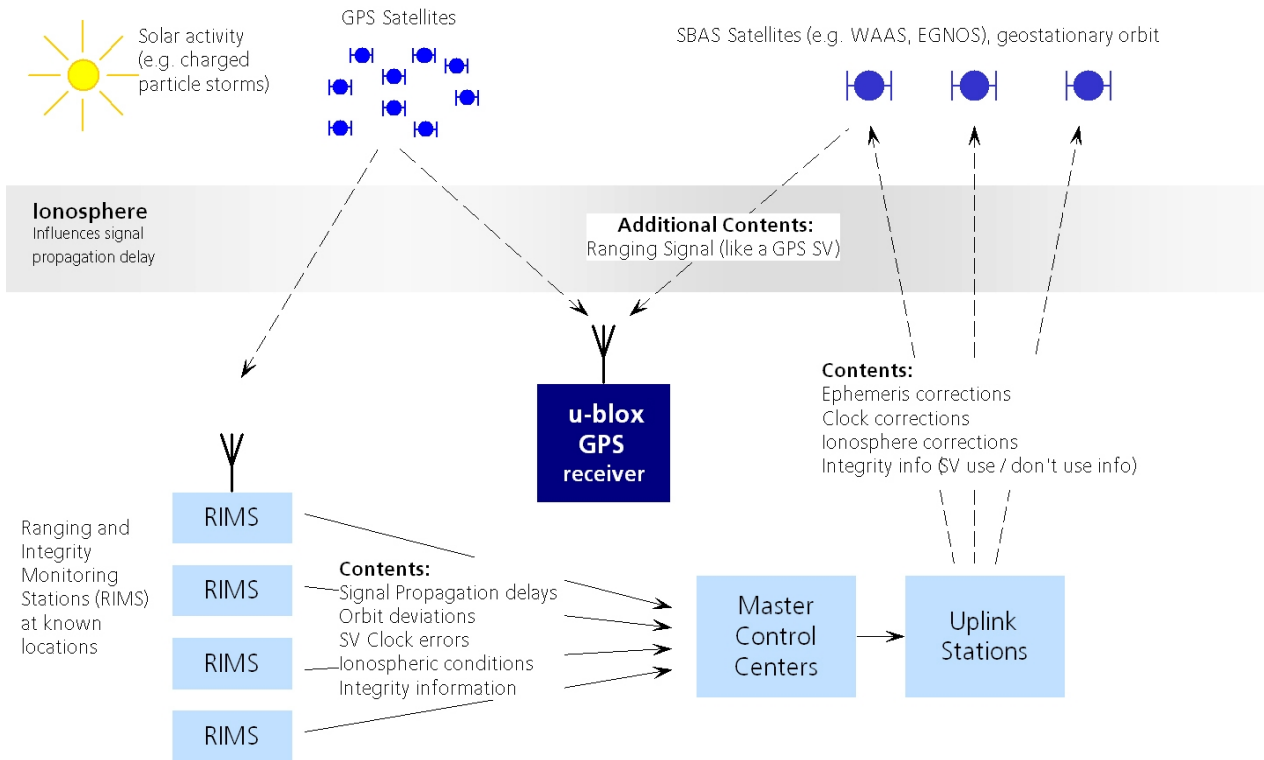 Solar activity
(e.g. charged
particle storms)
GPS Satellites
SBAS Satellites (e.g. WAAS, EGNOS), geostationary orbit
Ionosphere
Influences signal
propagation delay
Additional Contents:
Ranging Signal (like a GPS SV)
u-blox
GPS
receiver
Contents:
Ephemeris corrections
Clock corrections
Ionosphere corrections
Integrity info (SV use / don't use info)
Ranging and
Integrity
Monitoring
Stations (RIMS)
at known
locations
RIMS
RIMS
RIMS
RIMS
Contents:
Signal Propagation delays
Orbit deviations
SV Clock errors
Ionospheric conditions
Integrity information
Master
Control
Centers
Uplink
Stations